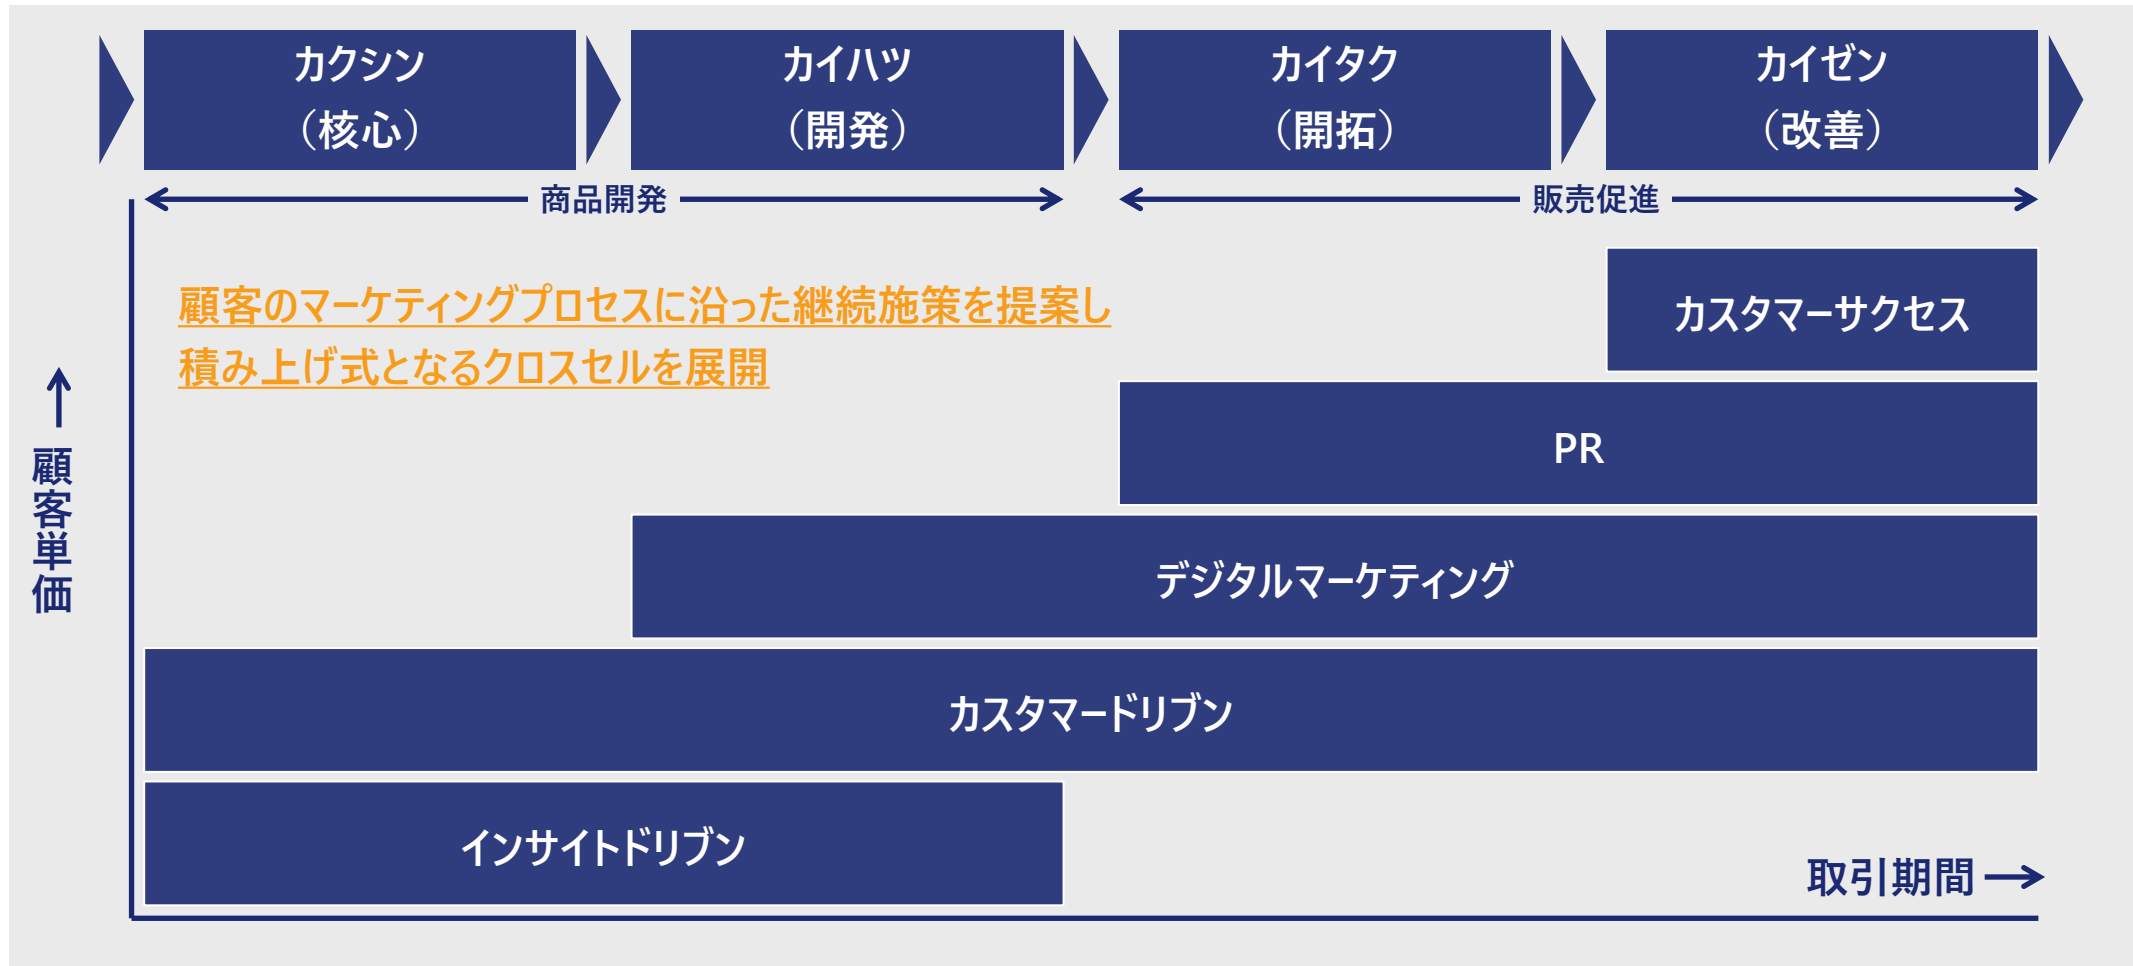 カクシン
（核心）
カイハツ
（開発）
カイタク
（開拓）
カイゼン
（改善）
商品開発
販売促進
顧客のマーケティングプロセスに沿った継続施策を提案し
積み上げ式となるクロスセルを展開
カスタマーサクセス
PR
デジタルマーケティング
カスタマードリブン
インサイトドリブン
顧客単価
取引期間